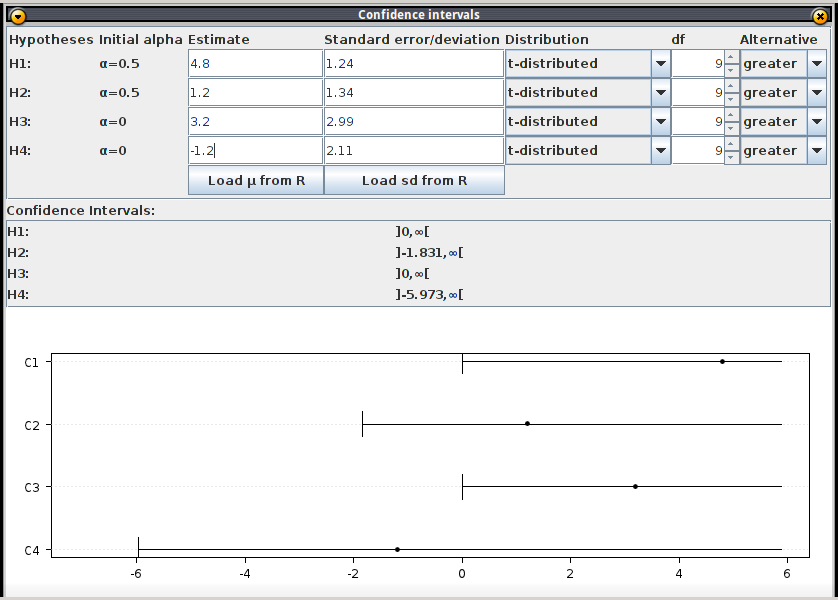 Confidence intervals
Hypotheses Initial alpha Estimate Standard error/deviation Distribution df Alternative
H1: α=0.5 4.8 1.24 t-distributed 9 greater
H2: α=0.5 1.2 1.34 t-distributed 9 greater
H3: α=0 3.2 2.99 t-distributed 9 greater
H4: α=0 -1.2 2.11 t-distributed 9 greater
Load μ from R Load sd from R
Confidence Intervals:
H1: ]0,∞[
H2: ]-1.831,∞[
H3: ]0,∞[
H4: ]-5.973,∞[
C1
C2
C3
C4
-6 -4 -2 0 2 4 6